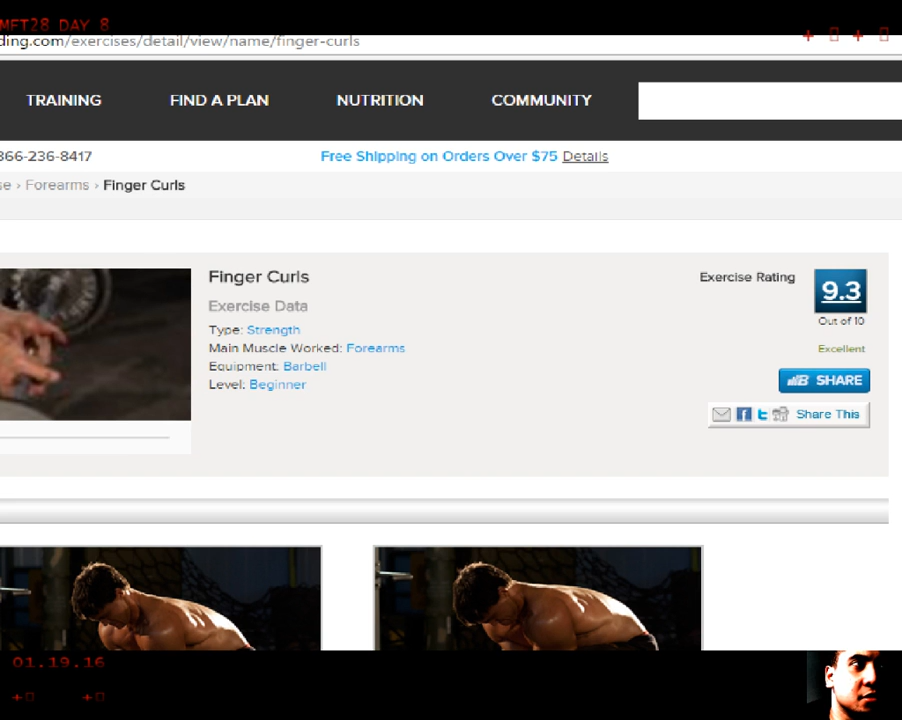 MFT28 DAY 8
ding.com/exercises/detail/view/name/finger-curls
TRAINING FIND A PLAN NUTRITION COMMUNITY
366-236-8417 Free Shipping on Orders Over $75 Details
se › Forearms › Finger Curls
Finger Curls
Exercise Data
Type: Strength
Main Muscle Worked: Forearms
Equipment: Barbell
Level: Beginner
Exercise Rating
9.3
Out of 10
Excellent
SHARE
Share This
01.19.16